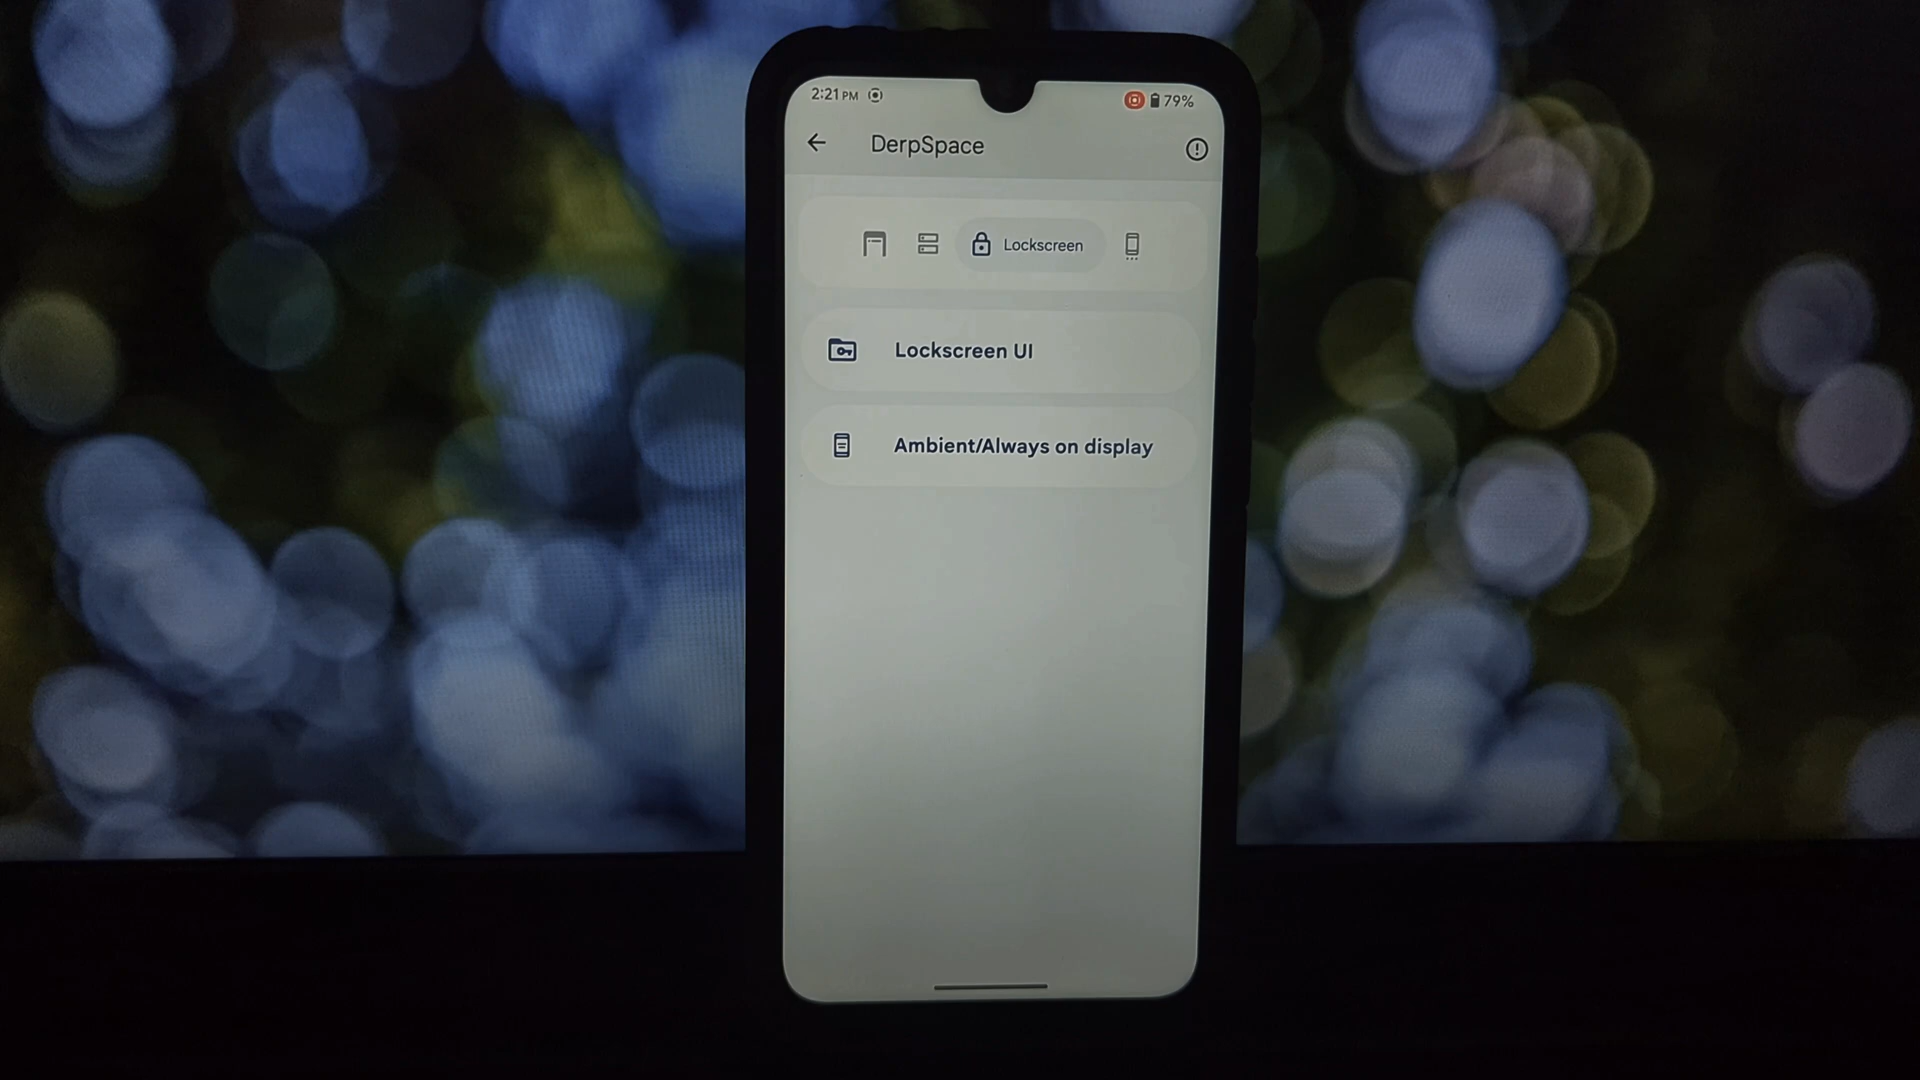 2:21 PM 79%
DerpSpace
Lockscreen
Lockscreen UI
Ambient/Always on display